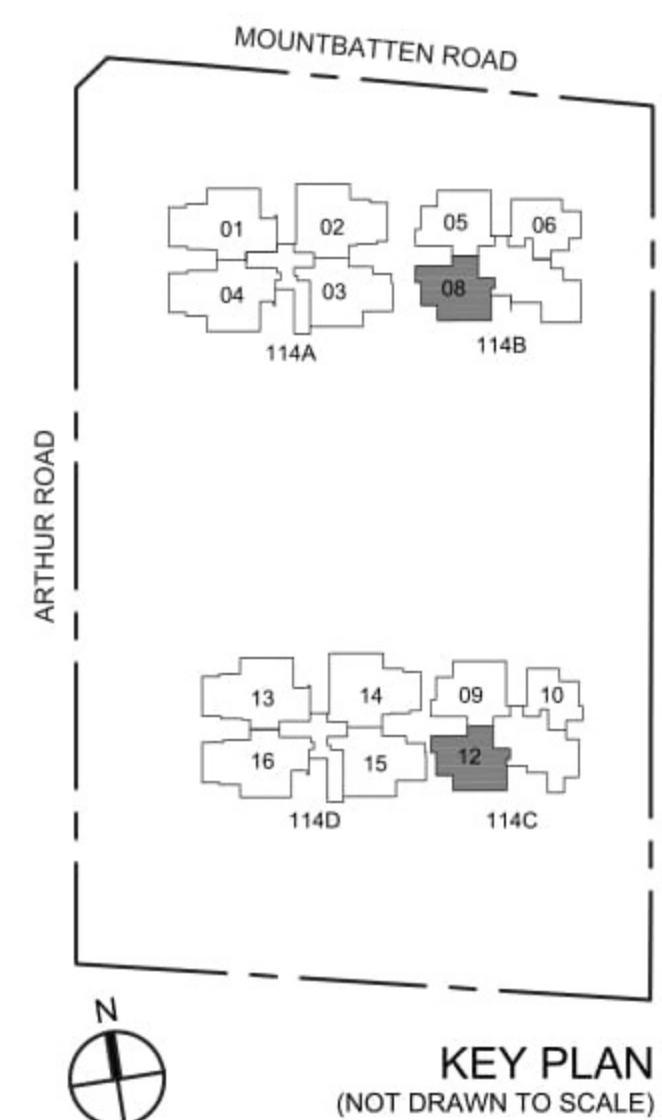 MOUNTBATTEN ROAD
01
02
05
06
04
03
08
114A
114B
ARTHUR ROAD
13
14
09
10
16
15
12
114D
114C
N
KEY PLAN
(NOT DRAWN TO SCALE)